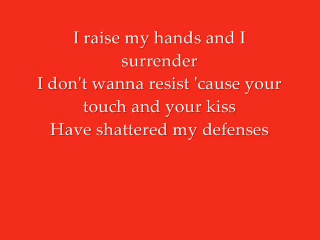 I raise my hands and I
surrender
I don't wanna resist 'cause your
touch and your kiss
Have shattered my defenses